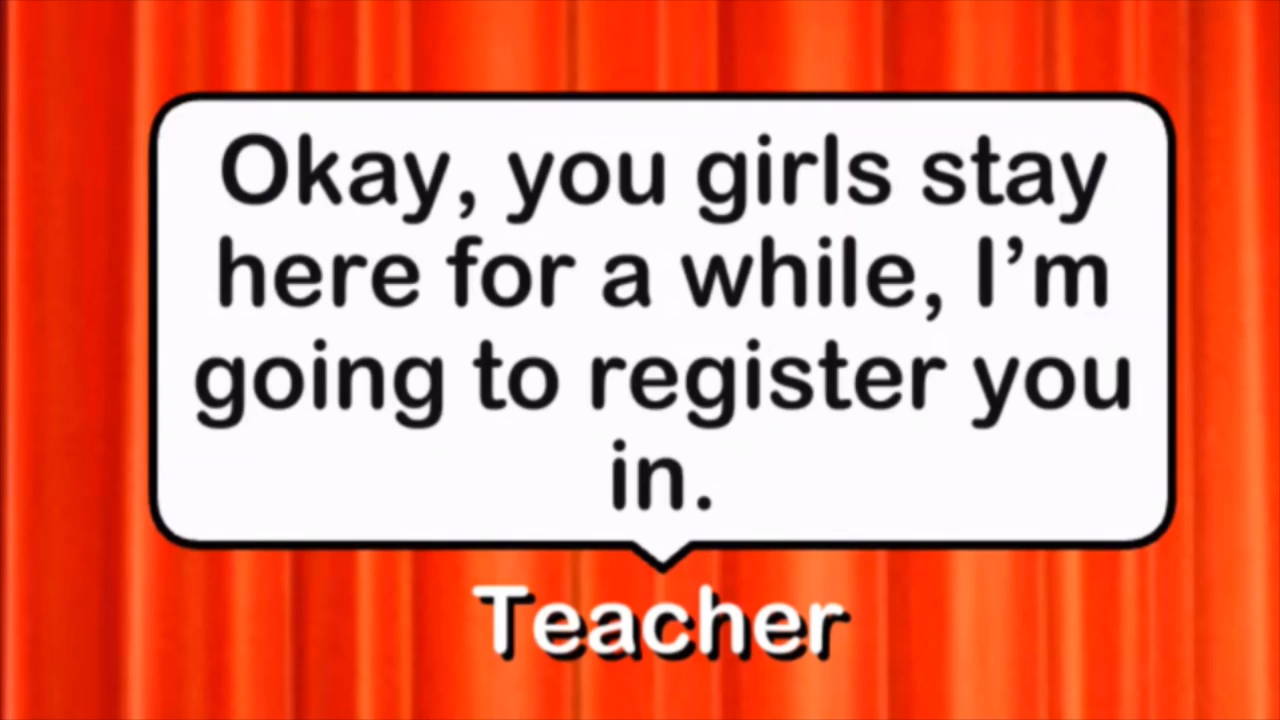 Okay, you girls stay
here for a while, I’m
going to register you
in.
Teacher